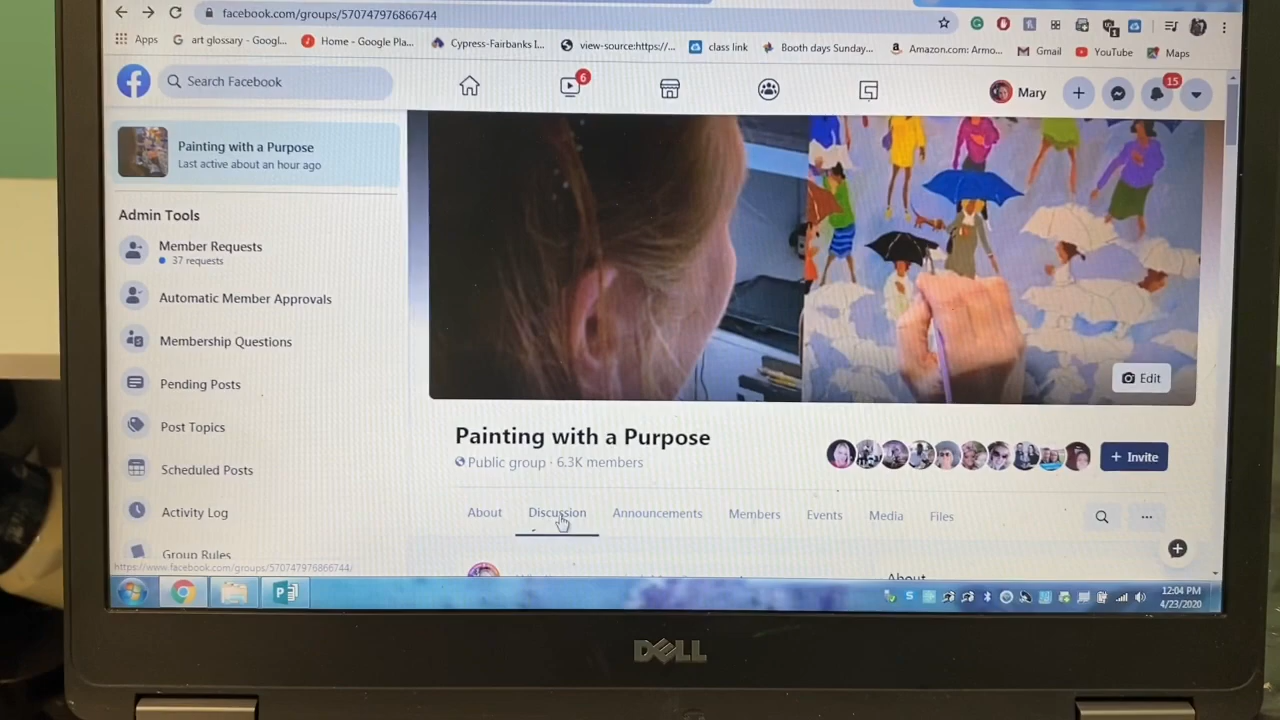 facebook.com/groups/570747976866744
Apps art glossary - Googl... Home - Google Pla... Cypress-Fairbanks I... view-source:https://... class link Booth days Sunday... Amazon.com: Armo... Gmail YouTube Maps
Search Facebook 6 Mary 15
Painting with a Purpose
Last active about an hour ago
Admin Tools
Member Requests
37 requests
Automatic Member Approvals
Membership Questions
Pending Posts
Post Topics
Scheduled Posts
Activity Log
Group Rules
Edit
Painting with a Purpose
Public group · 6.3K members
+ Invite
About Discussion Announcements Members Events Media Files
About
https://www.facebook.com/groups/570747976866744/
12:04 PM
4/23/2020
DELL